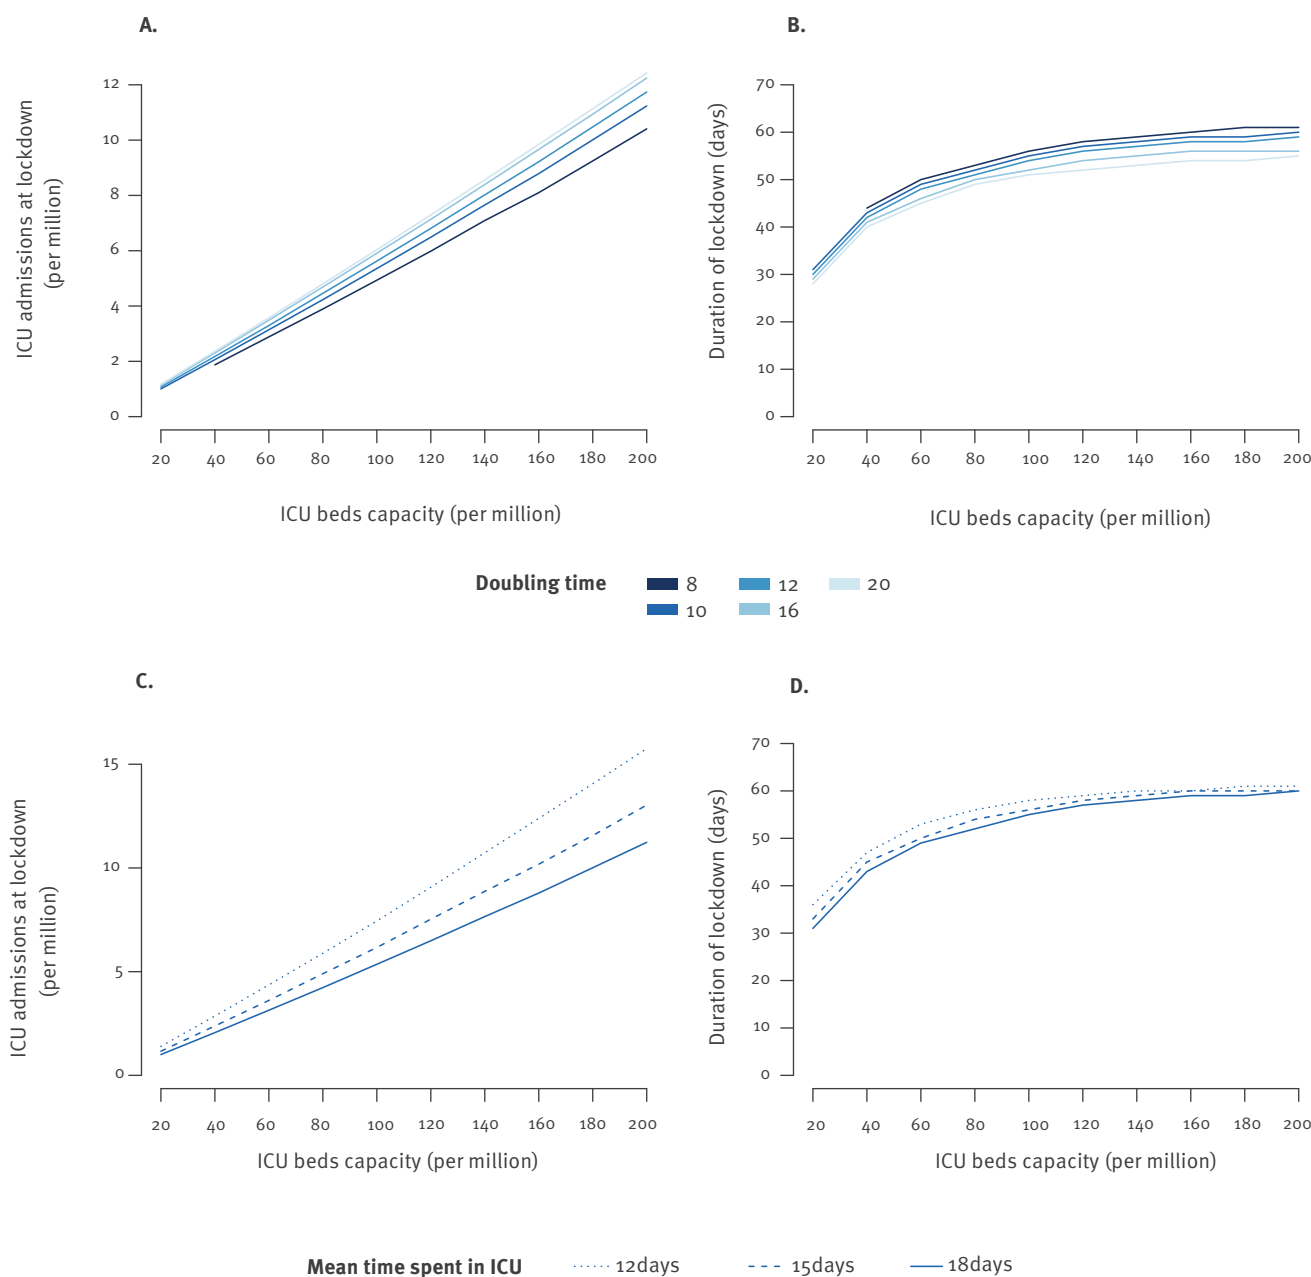 A.
ICU admissions at lockdown
(per million)
12
10
8
6
4
2
0
20 40 60 80 100 120 140 160 180 200
ICU beds capacity (per million)
B.
Duration of lockdown (days)
70
60
50
40
30
20
10
0
20 40 60 80 100 120 140 160 180 200
ICU beds capacity (per million)
Doubling time
8 12 20
10 16
C.
ICU admissions at lockdown
(per million)
15
10
5
0
20 40 60 80 100 120 140 160 180 200
ICU beds capacity (per million)
D.
Duration of lockdown (days)
70
60
50
40
30
20
10
0
20 40 60 80 100 120 140 160 180 200
ICU beds capacity (per million)
Mean time spent in ICU 12days 15days 18days